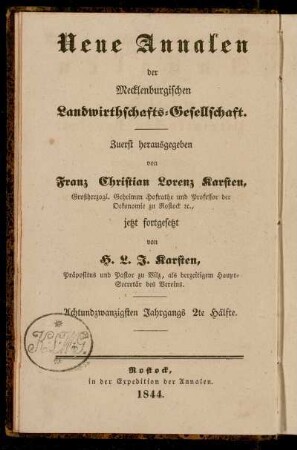 Neue Annalen
der
Mecklenburgischen
Landwirthschafts-Gesellschaft.
Zuerst herausgegeben
von
Franz Christian Lorenz Karsten,
Großherzogl. Geheimen Hofrathe und Professor der
Oekonomie zu Rostock ꝛc.,
jetzt fortgesetzt
von
H. L. J. Karsten,
Präpositus und Pastor zu Vilz, als derzeitigem Haupt-
Secretär des Vereins.
Achtundzwanzigsten Jahrgangs 2te Hälfte.
Rostock,
in der Expedition der Annalen.
1844.